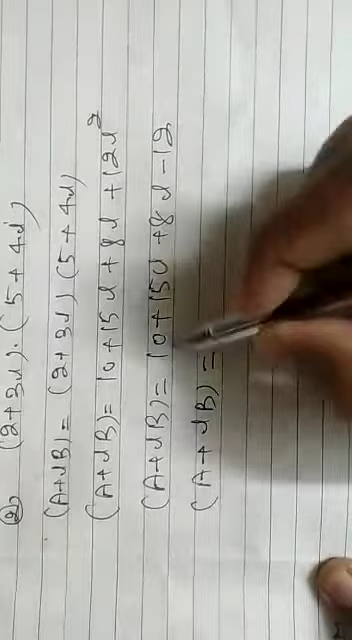 ② (2+3i).(5+4i)
(A+iB) = (2+3i)(5+4i)
(A+iB) = 10+15i+8i+12i²
(A+iB) = 10+15i+8i-12
(A+iB) =